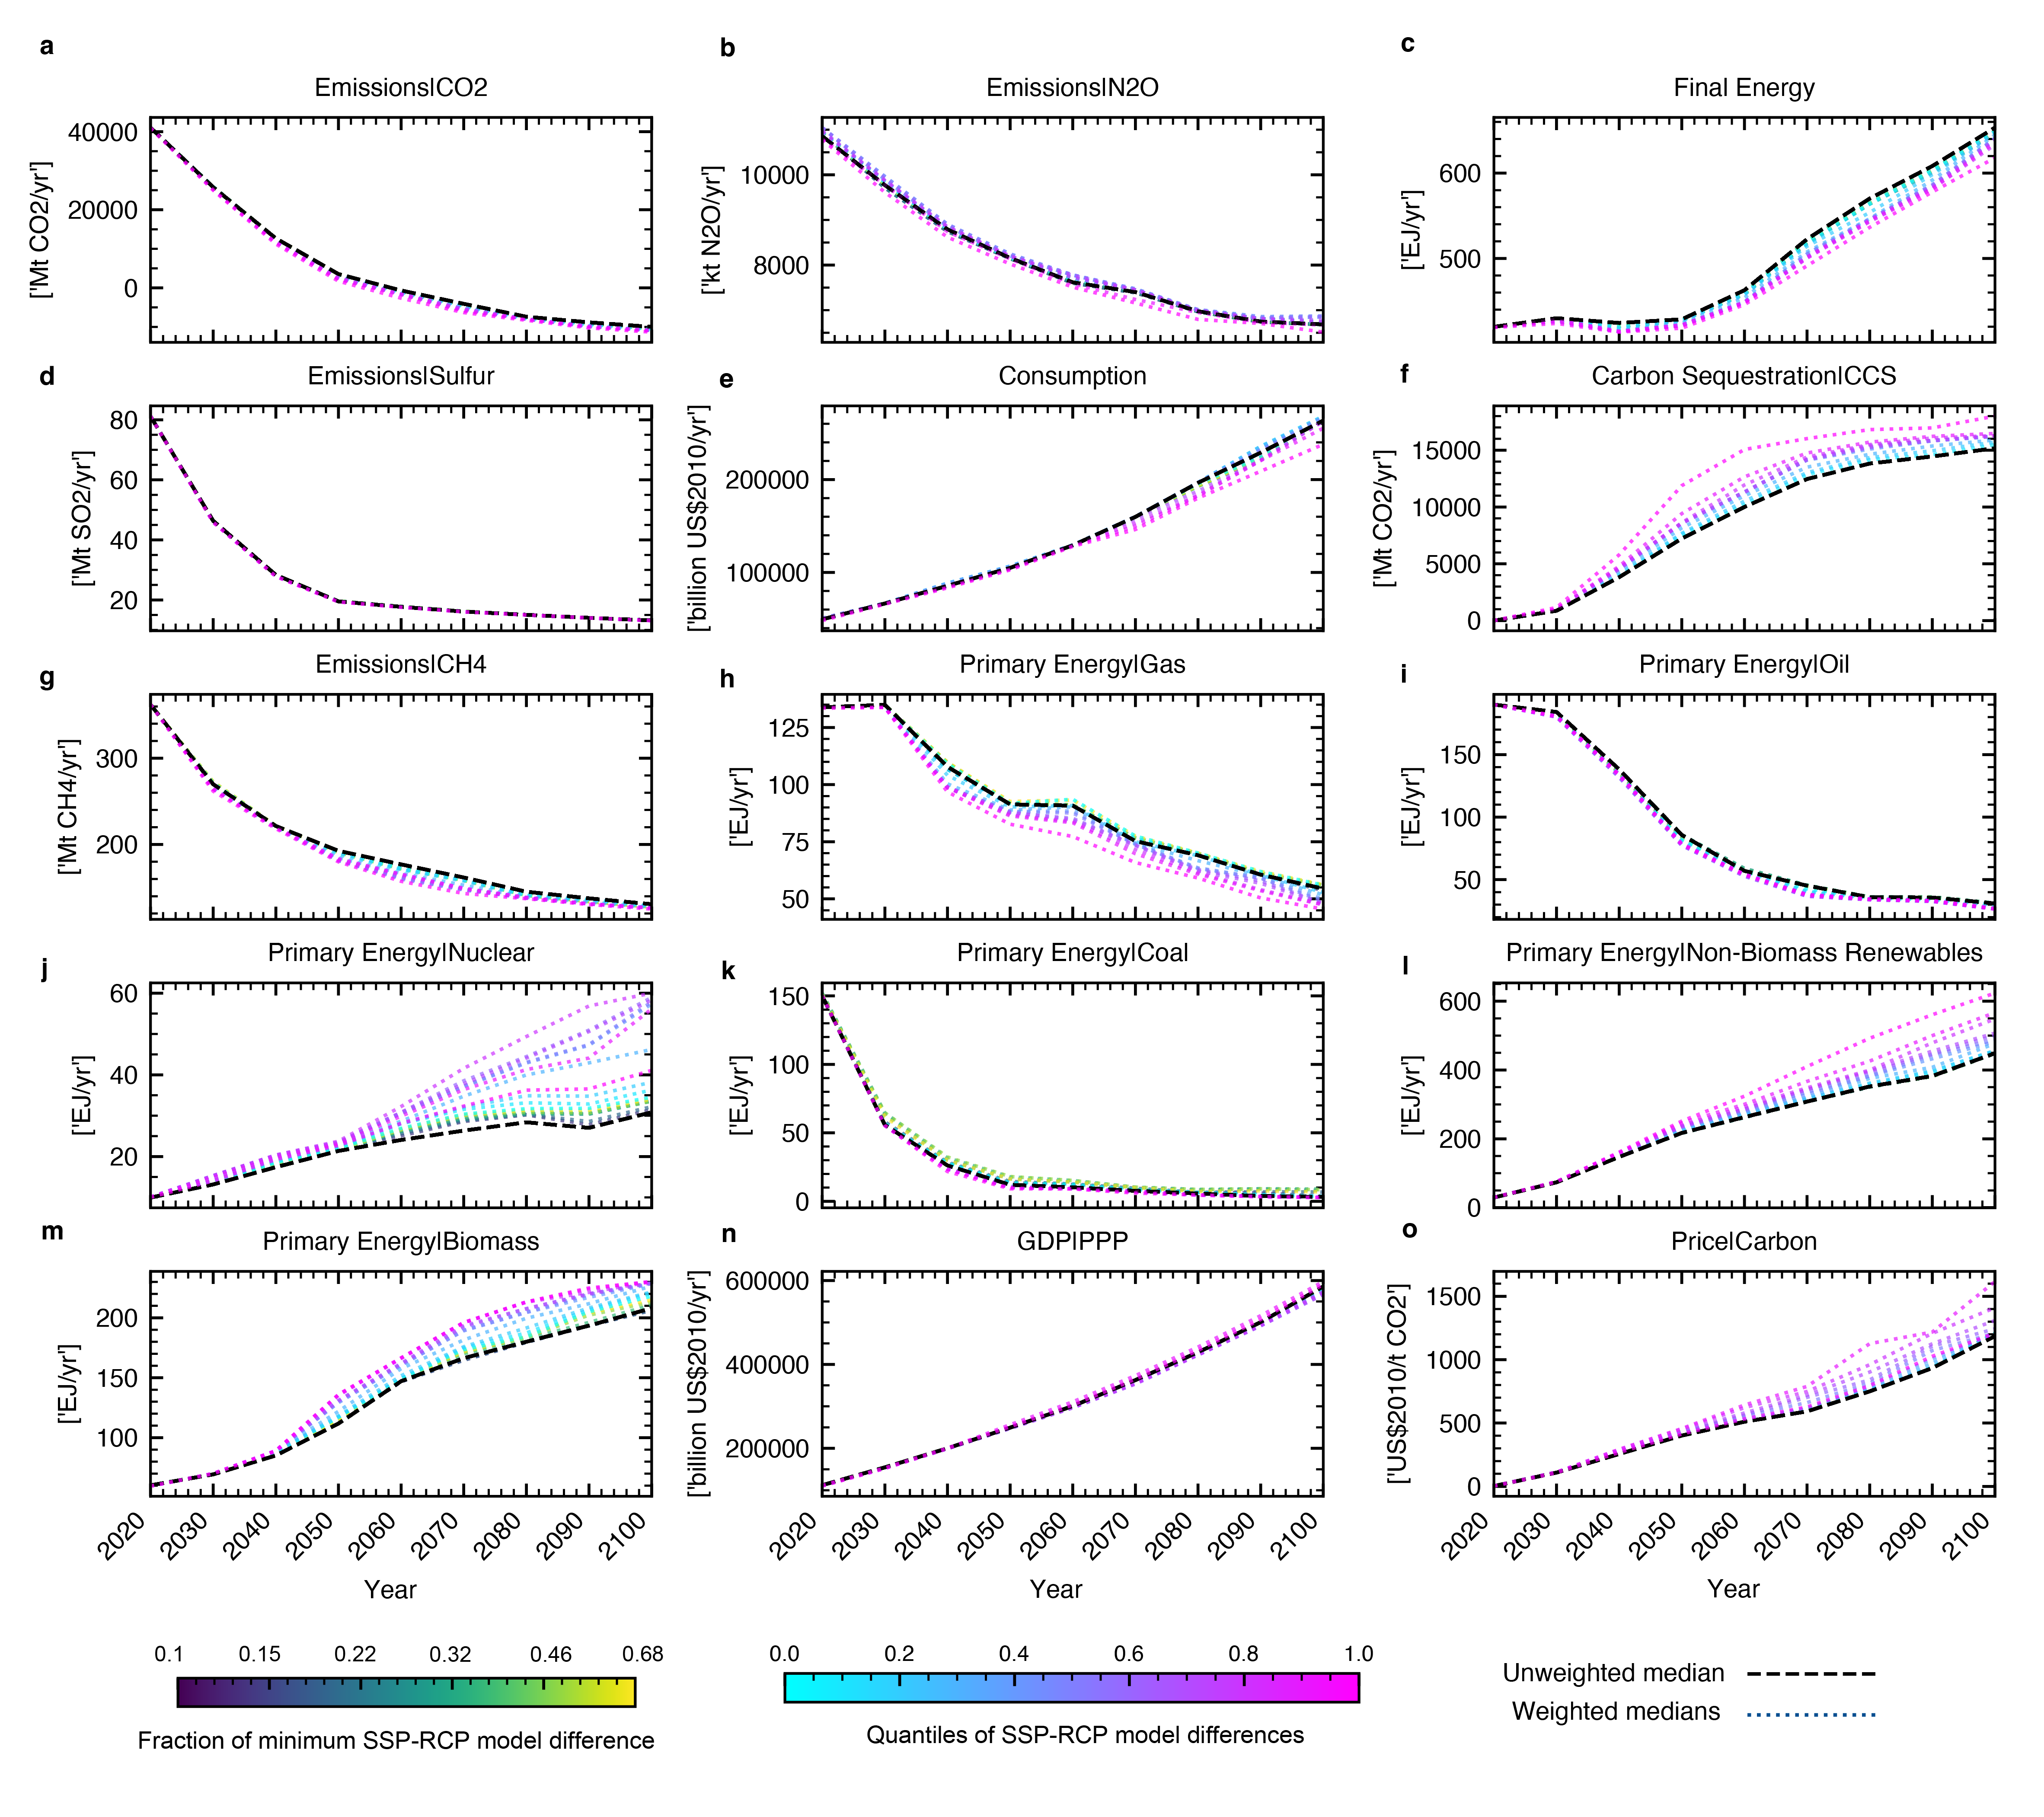 a
b
c
Emissions|CO2
Emissions|N2O
Final Energy
['Mt CO2/yr']
40000
20000
0
['kt N2O/yr']
10000
8000
['EJ/yr']
600
500
d
e
f
Emissions|Sulfur
Consumption
Carbon Sequestration|CCS
['Mt SO2/yr']
80
60
40
20
['billion US$2010/yr']
200000
100000
['Mt CO2/yr']
15000
10000
5000
0
g
h
i
Emissions|CH4
Primary Energy|Gas
Primary Energy|Oil
['Mt CH4/yr']
300
200
['EJ/yr']
125
100
75
50
['EJ/yr']
150
100
50
j
k
l
Primary Energy|Nuclear
Primary Energy|Coal
Primary Energy|Non-Biomass Renewables
['EJ/yr']
60
40
20
['EJ/yr']
150
100
50
0
['EJ/yr']
600
400
200
0
m
n
o
Primary Energy|Biomass
GDP|PPP
Price|Carbon
['EJ/yr']
200
150
100
['billion US$2010/yr']
600000
400000
200000
['US$2010/t CO2']
1500
1000
500
0
2020 2030 2040 2050 2060 2070 2080 2090 2100
2020 2030 2040 2050 2060 2070 2080 2090 2100
2020 2030 2040 2050 2060 2070 2080 2090 2100
Year
Year
Year
0.1 0.15 0.22 0.32 0.46 0.68
Fraction of minimum SSP-RCP model difference
0.0 0.2 0.4 0.6 0.8 1.0
Quantiles of SSP-RCP model differences
Unweighted median
Weighted medians